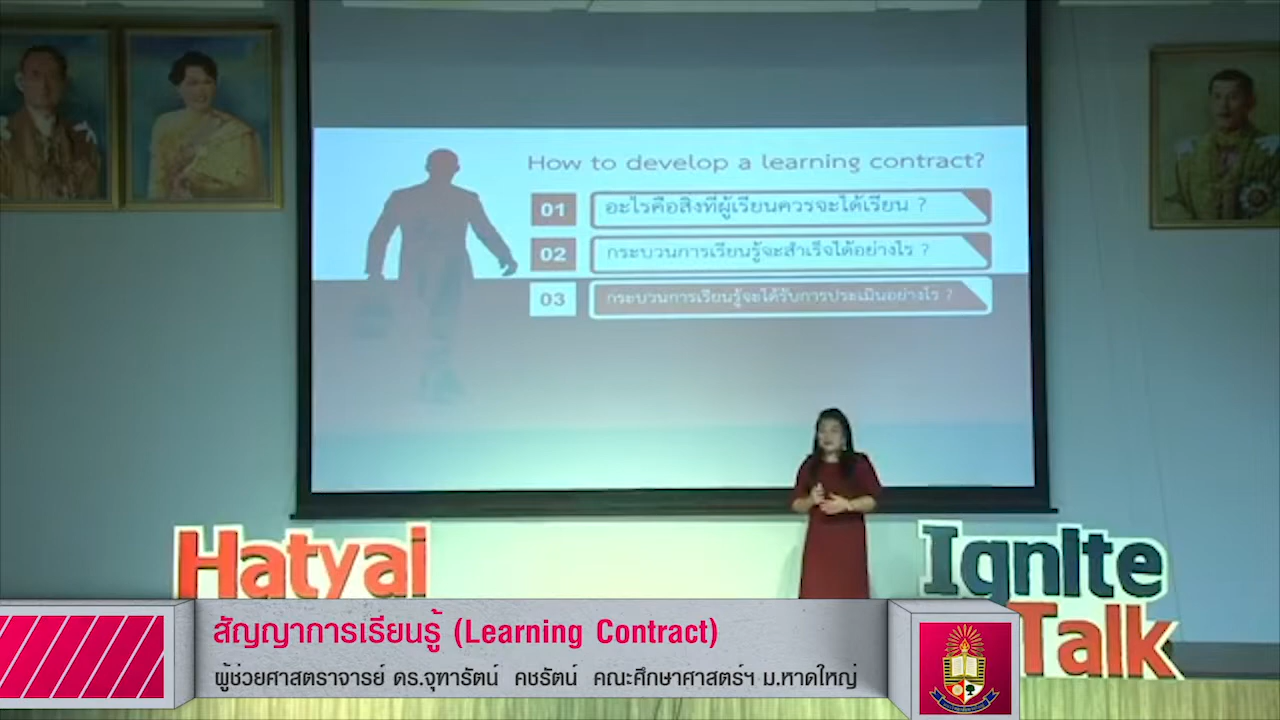 How to develop a learning contract?
01 อะไรคือสิ่งที่ผู้เรียนควรจะได้เรียน ?
02 กระบวนการเรียนรู้จะสำเร็จได้อย่างไร ?
03 กระบวนการเรียนรู้จะได้รับการประเมินอย่างไร ?
Hatyai
Ignite
Talk
สัญญาการเรียนรู้ (Learning Contract)
ผู้ช่วยศาสตราจารย์ ดร.จุฑารัตน์ คชรัตน์ คณะศึกษาศาสตร์ฯ ม.หาดใหญ่